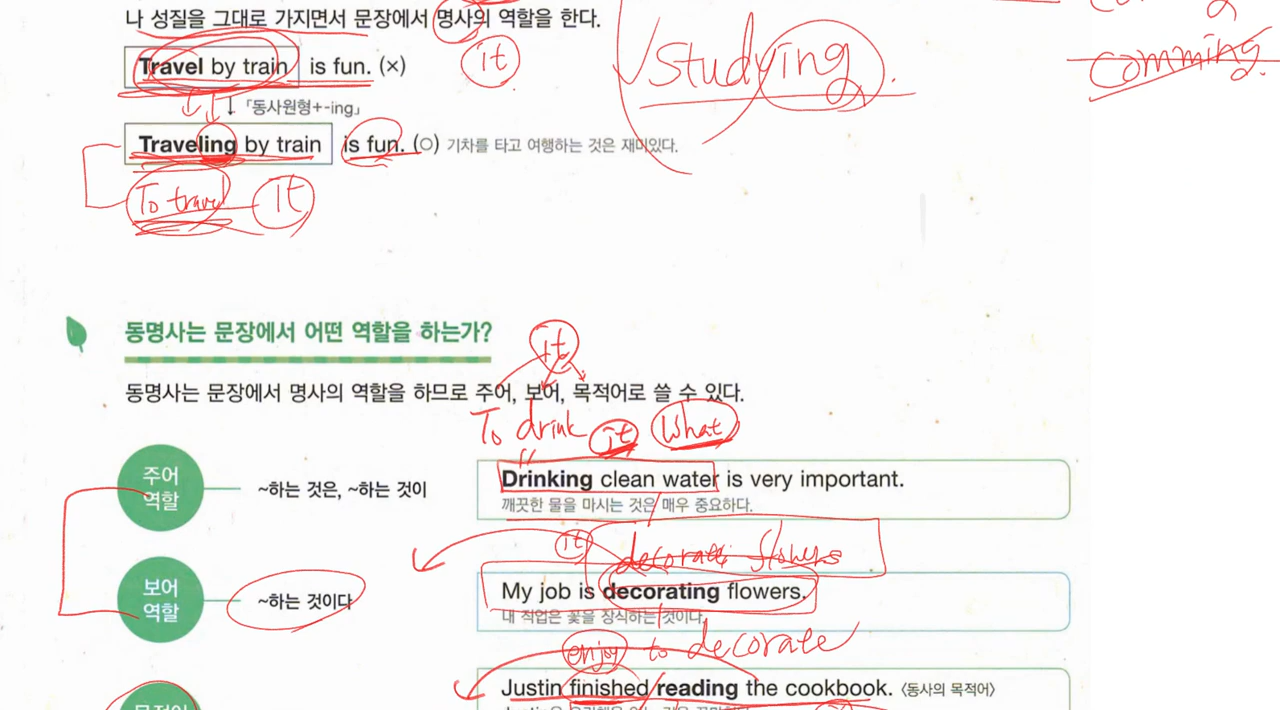 나 성질을 그대로 가지면서 문장에서 명사의 역할을 한다.
it
studying.
comming
Travel by train is fun. (×)
↓ 「동사원형+-ing」
Traveling by train is fun. (○) 기차를 타고 여행하는 것은 재미있다.
To travel it
동명사는 문장에서 어떤 역할을 하는가?
it
동명사는 문장에서 명사의 역할을 하므로 주어, 보어, 목적어로 쓸 수 있다.
To drink it What
주어 역할
~하는 것은, ~하는 것이
Drinking clean water is very important.
깨끗한 물을 마시는 것은 매우 중요하다.
it decorate flowers
보어 역할
~하는 것이다
My job is decorating flowers.
내 직업은 꽃을 장식하는 것이다.
enjoy to decorate
Justin finished reading the cookbook. 〈동사의 목적어〉
목적어